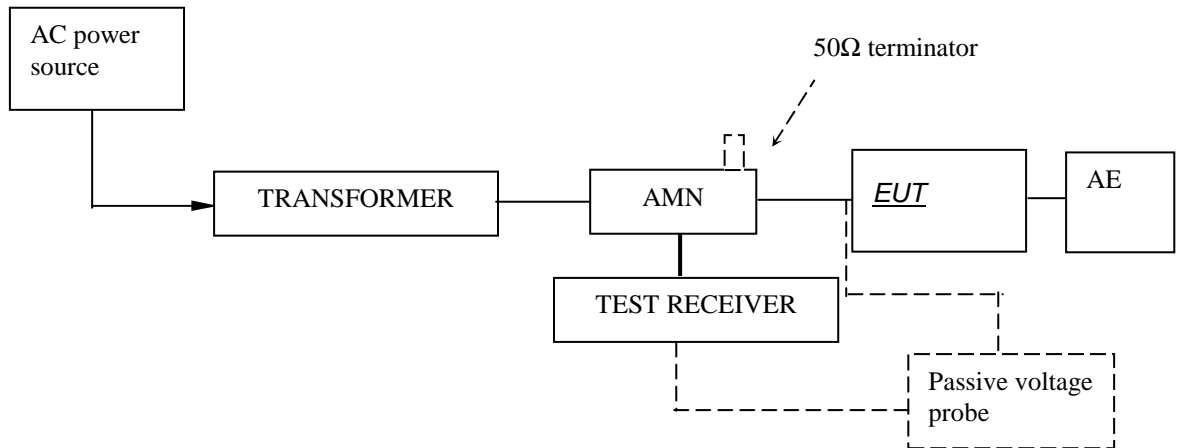 AC power
source
50Ω terminator
TRANSFORMER
AMN
EUT
AE
TEST RECEIVER
Passive voltage
probe